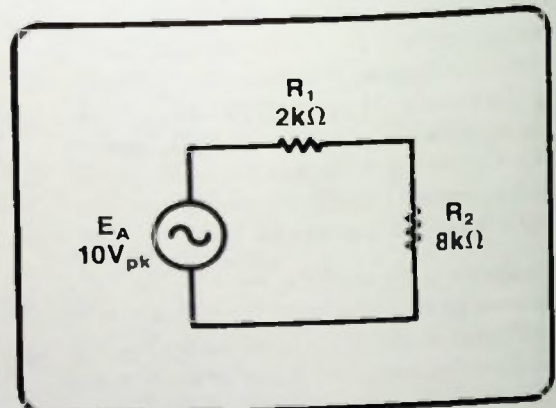 R₁
2kΩ
E_A
10V_pk
R₂
8kΩ